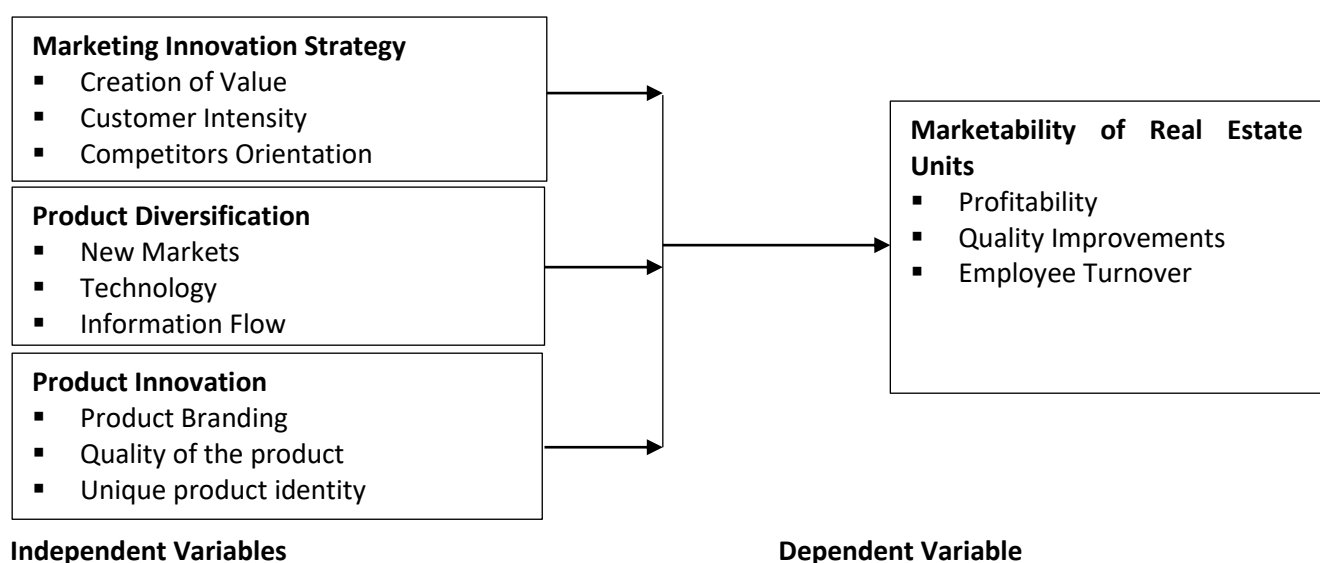 Marketing Innovation Strategy
▪ Creation of Value
▪ Customer Intensity
▪ Competitors Orientation
Product Diversification
▪ New Markets
▪ Technology
▪ Information Flow
Product Innovation
▪ Product Branding
▪ Quality of the product
▪ Unique product identity
Independent Variables
Marketability of Real Estate
Units
▪ Profitability
▪ Quality Improvements
▪ Employee Turnover
Dependent Variable